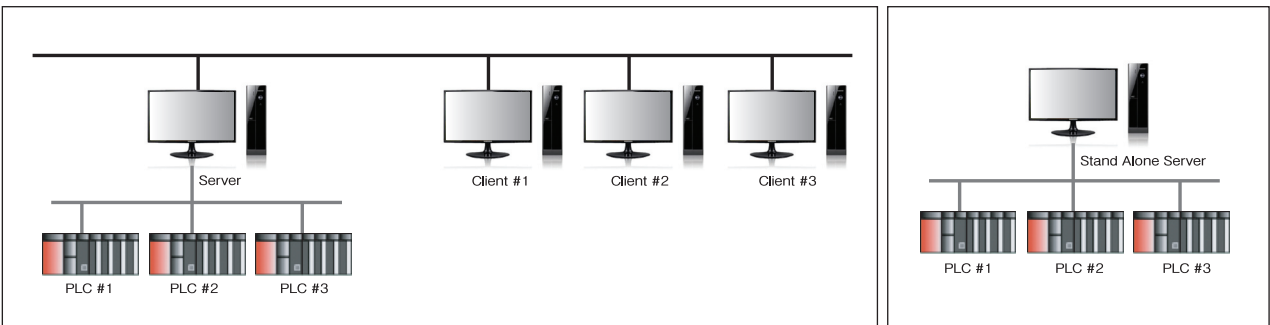 Server
Client #1
Client #2
Client #3
PLC #1
PLC #2
PLC #3
Stand Alone Server
PLC #1
PLC #2
PLC #3